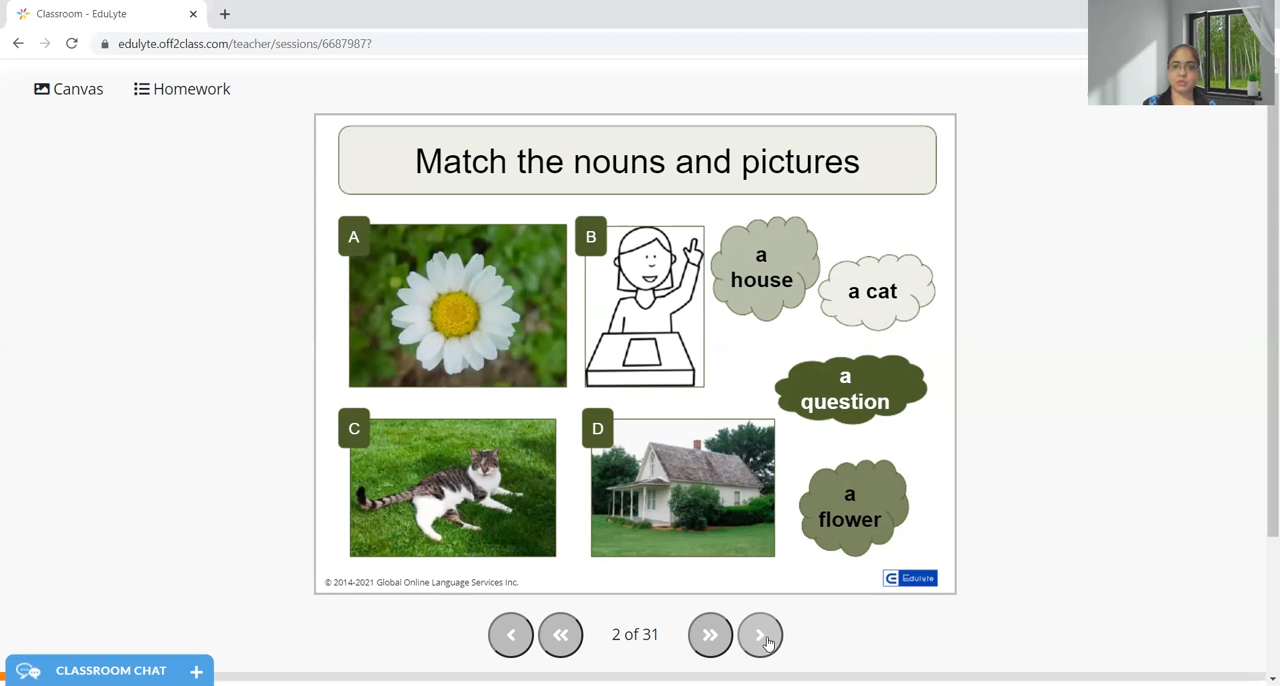 Classroom - EduLyte
edulyte.off2class.com/teacher/sessions/6687987?
Canvas
Homework
Match the nouns and pictures
A
B
a
house
a cat
a
question
C
D
a
flower
© 2014-2021 Global Online Language Services Inc.
Edulyte
2 of 31
CLASSROOM CHAT